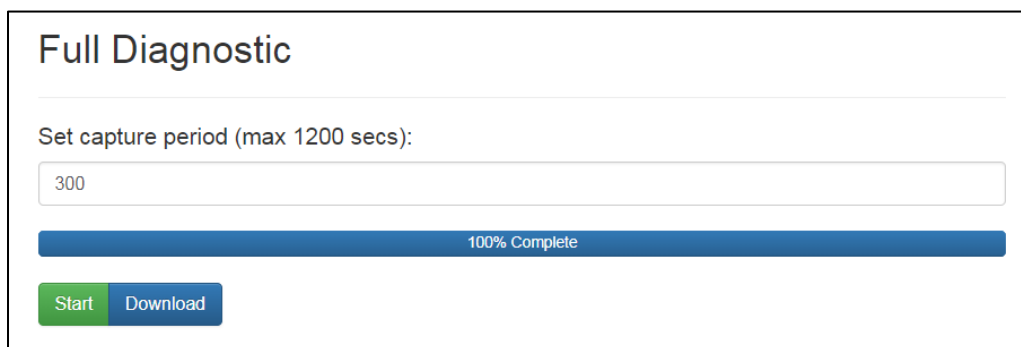 Full Diagnostic
Set capture period (max 1200 secs):
300
100% Complete
Start Download